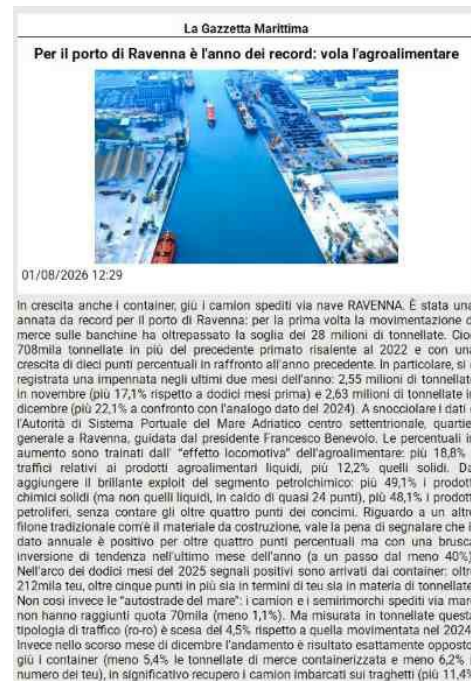 La Gazzetta Marittima
Per il porto di Ravenna è l'anno dei record: vola l'agroalimentare
01/08/2026 12:29
In crescita anche i container, giù i camion spediti via nave RAVENNA. È stata una
annata da record per il porto di Ravenna: per la prima volta la movimentazione d
merce sulle banchine ha oltrepassato la soglia dei 28 milioni di tonnellate. Cioè
708mila tonnellate in più del precedente primato risalente al 2022 e con una
crescita di dieci punti percentuali in raffronto all'anno precedente. In particolare, si
registrata una impennata negli ultimi due mesi dell'anno: 2,55 milioni di tonnellat
in novembre (più 17,1% rispetto a dodici mesi prima) e 2,63 milioni di tonnellate i
dicembre (più 22,1% a confronto con l'analogo dato del 2024). A snocciolare i dati
l'Autorità di Sistema Portuale del Mare Adriatico centro settentrionale, quartie
generale a Ravenna, guidata dal presidente Francesco Benevolo. Le percentuali i
aumento sono trainati dall' "effetto locomotiva" dell'agroalimentare: più 18,8%
traffici relativi ai prodotti agroalimentari liquidi, più 12,2% quelli solidi. Da
aggiungere il brillante exploit del segmento petrolchimico: più 49,1% i prodott
chimici solidi (ma non quelli liquidi, in caldo di quasi 24 punti), più 48,1% i prodott
petroliferi, senza contare gli oltre quattro punti dei concimi. Riguardo a un altr
filone tradizionale com'è il materiale da costruzione, vale la pena di segnalare che i
dato annuale è positivo per oltre quattro punti percentuali ma con una brusca
inversione di tendenza nell'ultimo mese dell'anno (a un passo dal meno 40%)
Nell'arco dei dodici mesi del 2025 segnali positivi sono arrivati dai container: oltr
212mila teu, oltre cinque punti in più sia in termini di teu sia in materia di tonnellate
Non così invece le "autostrade del mare": i camion e i semirimorchi spediti via mar
non hanno raggiunti quota 70mila (meno 1,1%). Ma misurata in tonnellate questa
tipologia di traffico (ro-ro) è scesa del 4,5% rispetto a quella movimentata nel 2024
Invece nello scorso mese di dicembre l'andamento è risultato esattamente opposto
giù i container (meno 5,4% le tonnellate di merce containerizzata e meno 6,2%
numero dei teu), in significativo recupero i camion imbarcati sui traghetti (più 11,4%